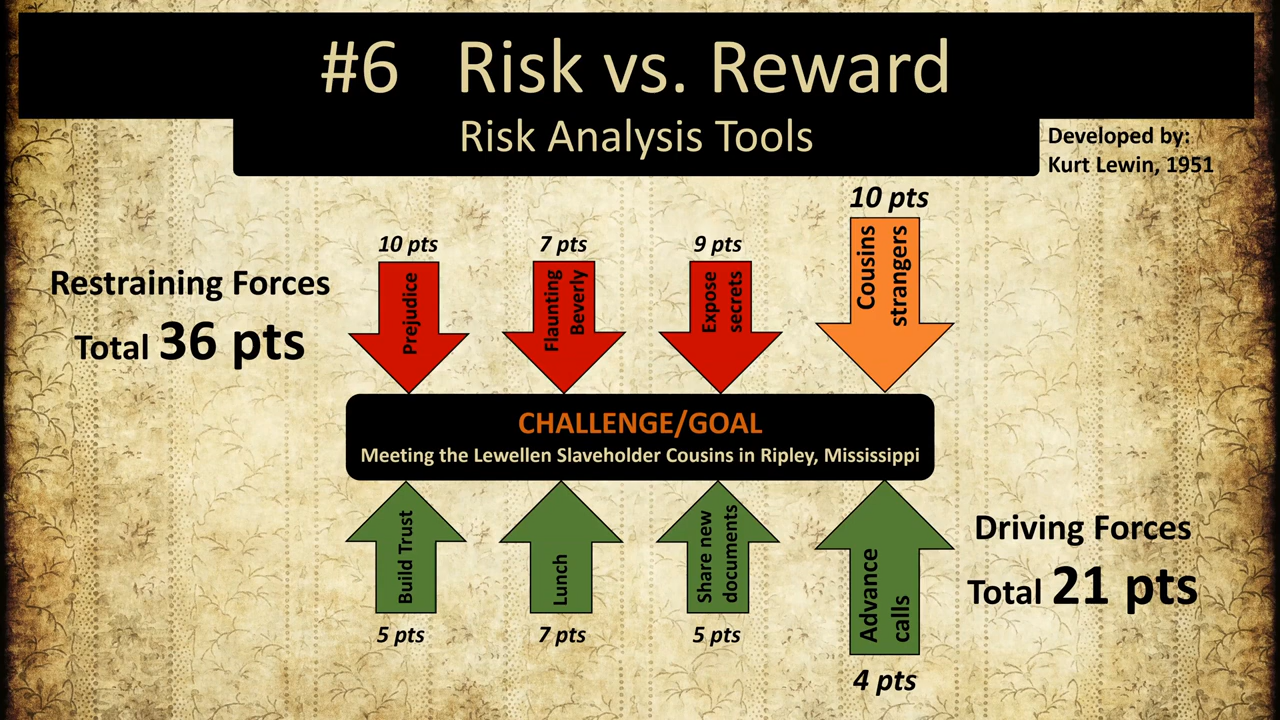 #6 Risk vs. Reward
Risk Analysis Tools
Developed by:
Kurt Lewin, 1951
Restraining Forces
Total 36 pts
10 pts
Prejudice
7 pts
Flaunting
Beverly
9 pts
Expose
secrets
10 pts
Cousins
strangers
CHALLENGE/GOAL
Meeting the Lewellen Slaveholder Cousins in Ripley, Mississippi
Build Trust
5 pts
Lunch
7 pts
Share new
documents
5 pts
Advance
calls
4 pts
Driving Forces
Total 21 pts